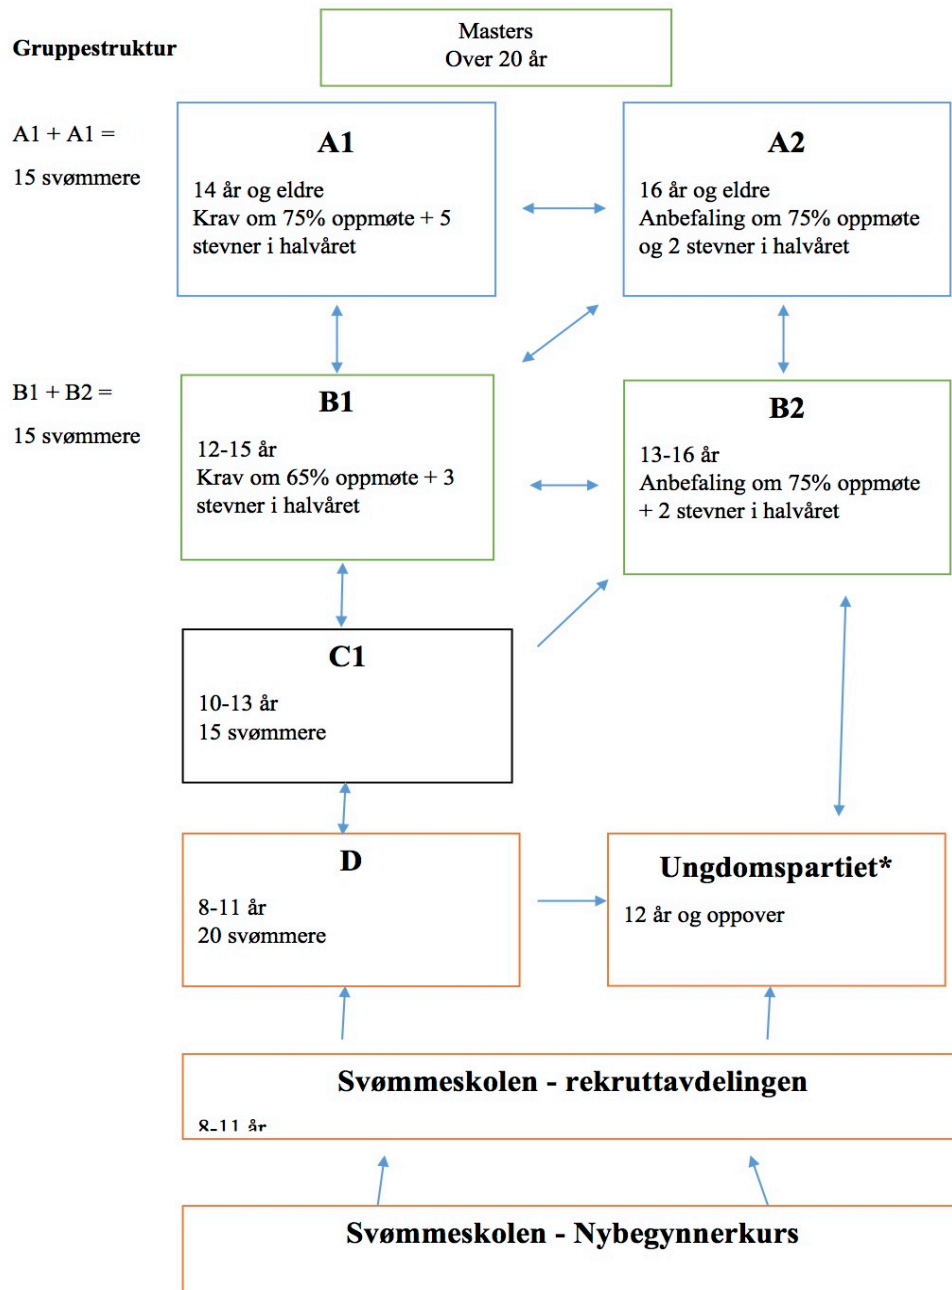 Gruppestruktur
Masters
Over 20 år
A1 + A1 =
15 svømmere
A1
14 år og eldre
Krav om 75% oppmøte + 5
stevner i halvåret
A2
16 år og eldre
Anbefaling om 75% oppmøte
og 2 stevner i halvåret
B1 + B2 =
15 svømmere
B1
12-15 år
Krav om 65% oppmøte + 3
stevner i halvåret
B2
13-16 år
Anbefaling om 75% oppmøte
+ 2 stevner i halvåret
C1
10-13 år
15 svømmere
D
8-11 år
20 svømmere
Ungdomspartiet*
12 år og oppover
Svømmeskolen - rekruttavdelingen
8-11 år
Svømmeskolen - Nybegynnerkurs